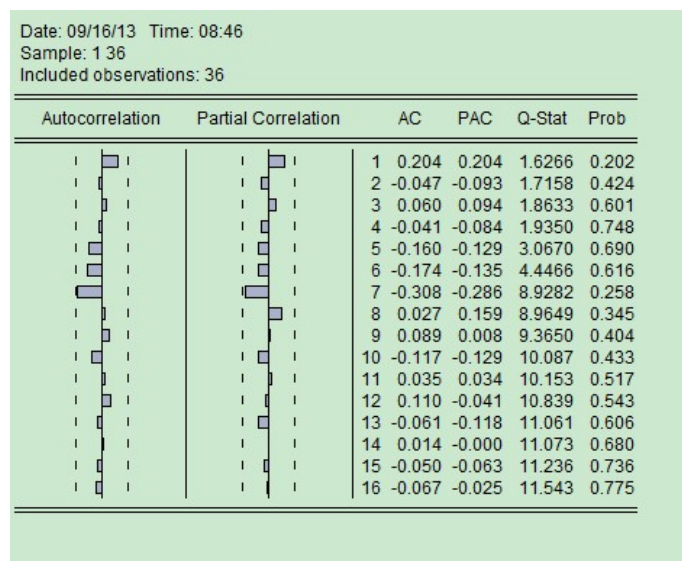 Date: 09/16/13 Time: 08:46
Sample: 1 36
Included observations: 36
Autocorrelation Partial Correlation AC PAC Q-Stat Prob
1 0.204 0.204 1.6266 0.202
2 -0.047 -0.093 1.7158 0.424
3 0.060 0.094 1.8633 0.601
4 -0.041 -0.084 1.9350 0.748
5 -0.160 -0.129 3.0670 0.690
6 -0.174 -0.135 4.4466 0.616
7 -0.308 -0.286 8.9282 0.258
8 0.027 0.159 8.9649 0.345
9 0.089 0.008 9.3650 0.404
10 -0.117 -0.129 10.087 0.433
11 0.035 0.034 10.153 0.517
12 0.110 -0.041 10.839 0.543
13 -0.061 -0.118 11.061 0.606
14 0.014 -0.000 11.073 0.680
15 -0.050 -0.063 11.236 0.736
16 -0.067 -0.025 11.543 0.775